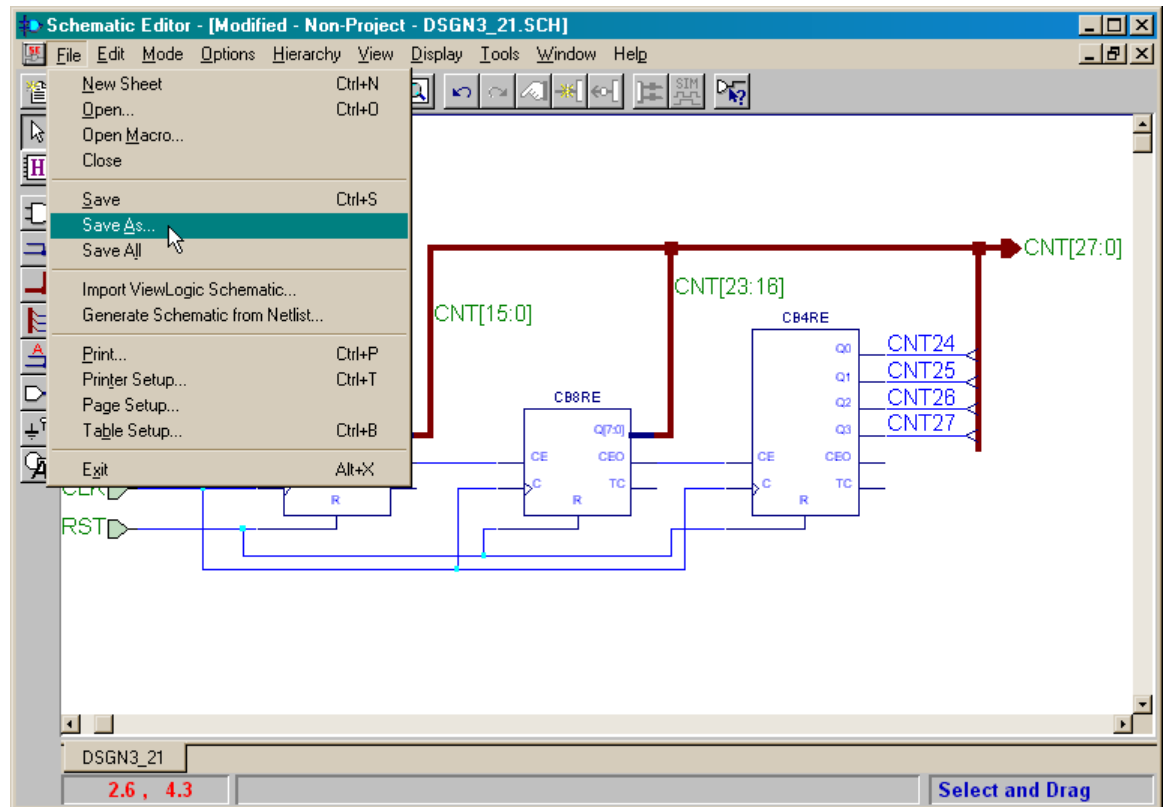 Schematic Editor - [Modified - Non-Project - DSGN3_21.SCH]
File Edit Mode Options Hierarchy View Display Tools Window Help
New Sheet Ctrl+N
Open... Ctrl+O
Open Macro...
Close
Save Ctrl+S
Save As...
Save All
Import ViewLogic Schematic...
Generate Schematic from Netlist...
Print... Ctrl+P
Printer Setup... Ctrl+T
Page Setup...
Table Setup... Ctrl+B
Exit Alt+X
SIM
H
A
CNT[27:0]
CNT[23:16]
CNT[15:0]
CB4RE
Q0 CNT24
Q1 CNT25
Q2 CNT26
Q3 CNT27
CE CEO
C TC
R
CB8RE
Q[7:0]
CE CEO
C TC
R
R
CLK
RST
DSGN3_21
2.6 , 4.3
Select and Drag